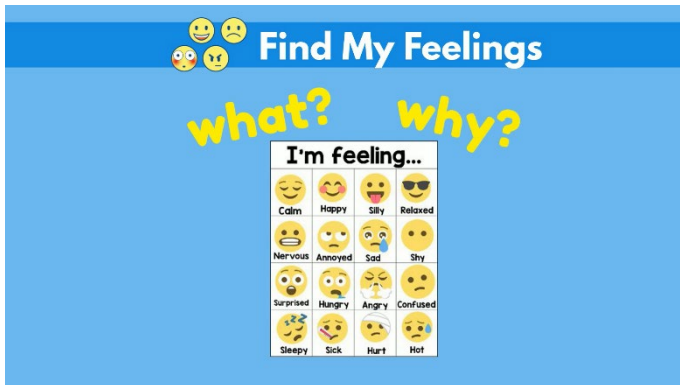 Find My Feelings
what? why?
I'm feeling...
Calm Happy Silly Relaxed
Nervous Annoyed Sad Shy
Surprised Hungry Angry Confused
Sleepy Sick Hurt Hot